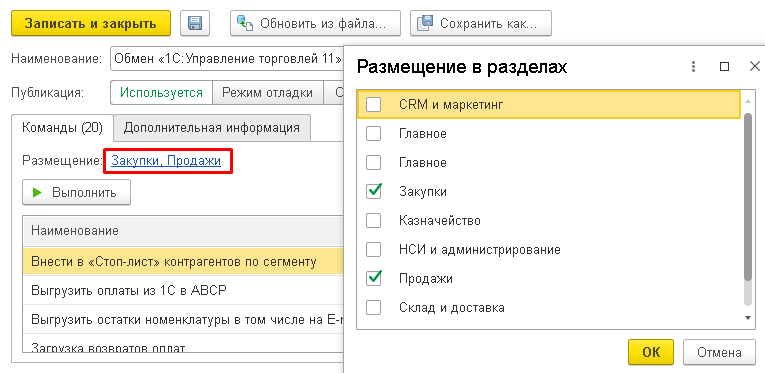 Записать и закрыть
Обновить из файла...
Сохранить как...
Наименование: Обмен «1С:Управление торговлей 11»
Публикация: Используется Режим отладки О
Команды (20) Дополнительная информация
Размещение: Закупки, Продажи
Выполнить
Наименование
Внести в «Стоп-лист» контрагентов по сегменту
Выгрузить оплаты из 1С в ABCP
Выгрузить остатки номенклатуры в том числе на E-
Загрузка возвратов оплат
Размещение в разделах
CRM и маркетинг
Главное
Главное
Закупки
Казначейство
НСИ и администрирование
Продажи
Склад и доставка
ОК
Отмена